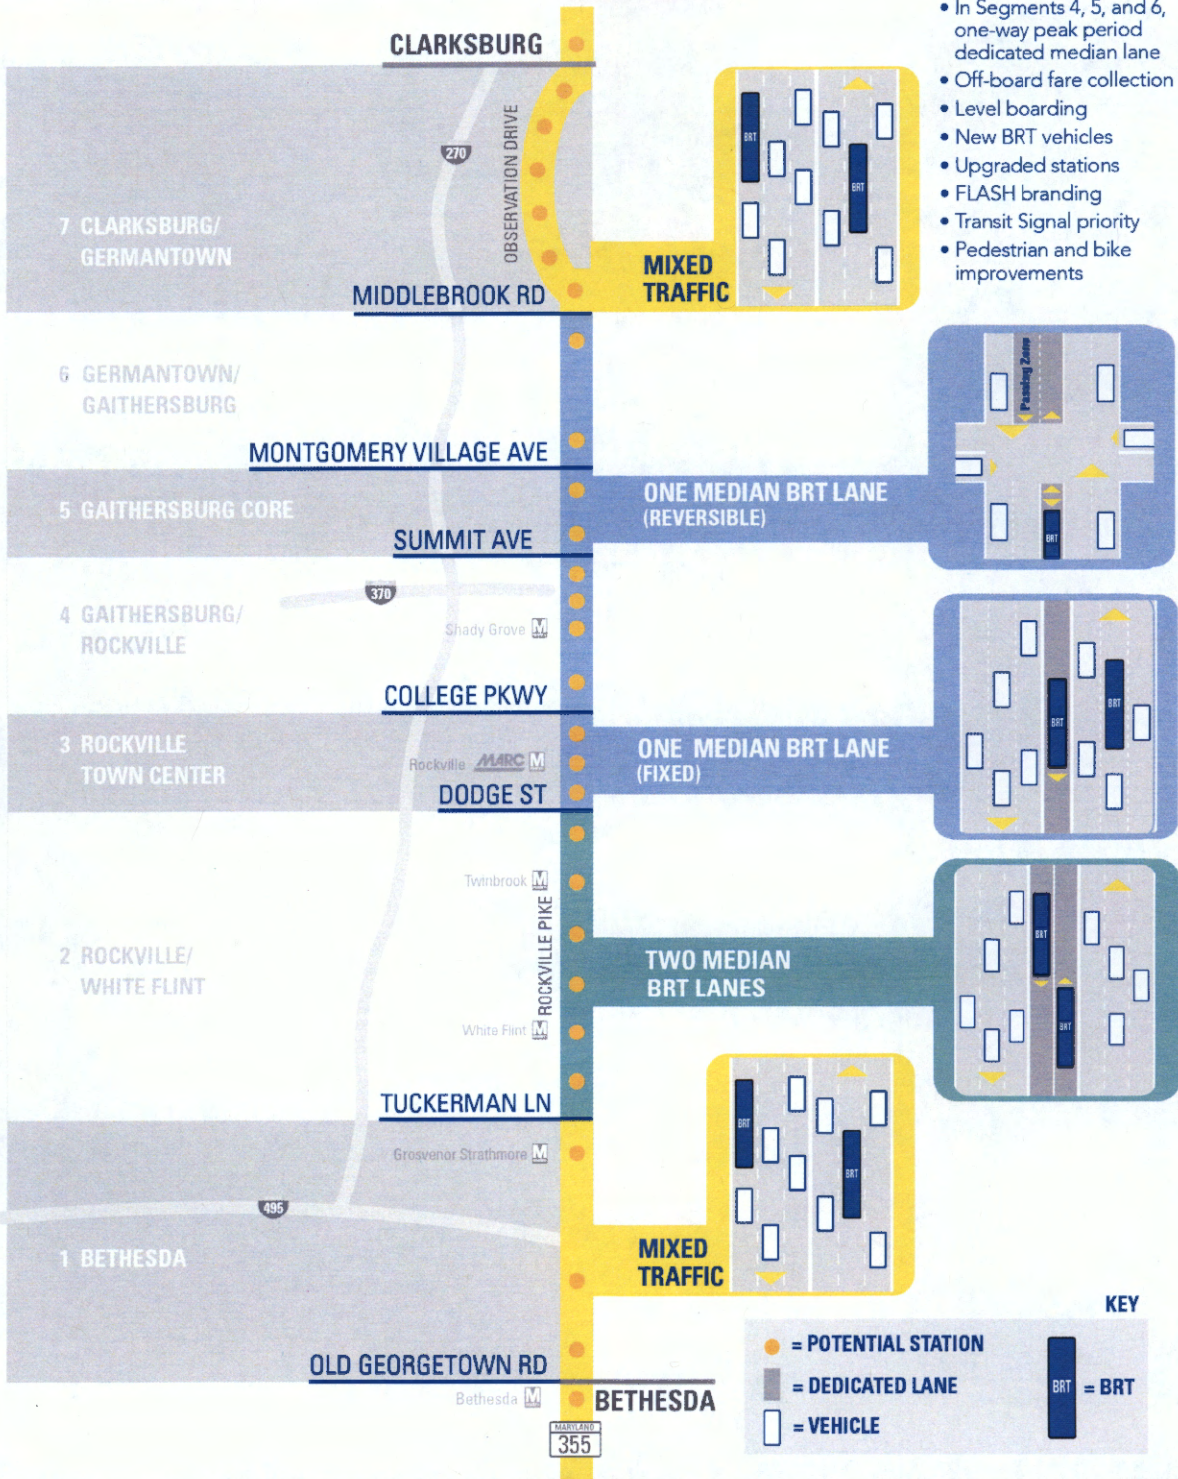 • In Segments 4, 5, and 6,
one-way peak period
dedicated median lane
• Off-board fare collection
• Level boarding
• New BRT vehicles
• Upgraded stations
• FLASH branding
• Transit Signal priority
• Pedestrian and bike
improvements
CLARKSBURG
OBSERVATION DRIVE
270
7 CLARKSBURG/
GERMANTOWN
MIDDLEBROOK RD
MIXED
TRAFFIC
BRT
BRT
6 GERMANTOWN/
GAITHERSBURG
MONTGOMERY VILLAGE AVE
Passing Zone
BRT
5 GAITHERSBURG CORE
ONE MEDIAN BRT LANE
(REVERSIBLE)
SUMMIT AVE
370
4 GAITHERSBURG/
ROCKVILLE
Shady Grove M
COLLEGE PKWY
3 ROCKVILLE
TOWN CENTER
Rockville MARC M
ONE MEDIAN BRT LANE
(FIXED)
BRT
BRT
DODGE ST
Twinbrook M
ROCKVILLE PIKE
2 ROCKVILLE/
WHITE FLINT
TWO MEDIAN
BRT LANES
BRT
BRT
White Flint M
TUCKERMAN LN
Grosvenor Strathmore M
495
1 BETHESDA
MIXED
TRAFFIC
BRT
BRT
OLD GEORGETOWN RD
Bethesda M
BETHESDA
MARYLAND
355
KEY
= POTENTIAL STATION
= DEDICATED LANE
= VEHICLE
BRT = BRT